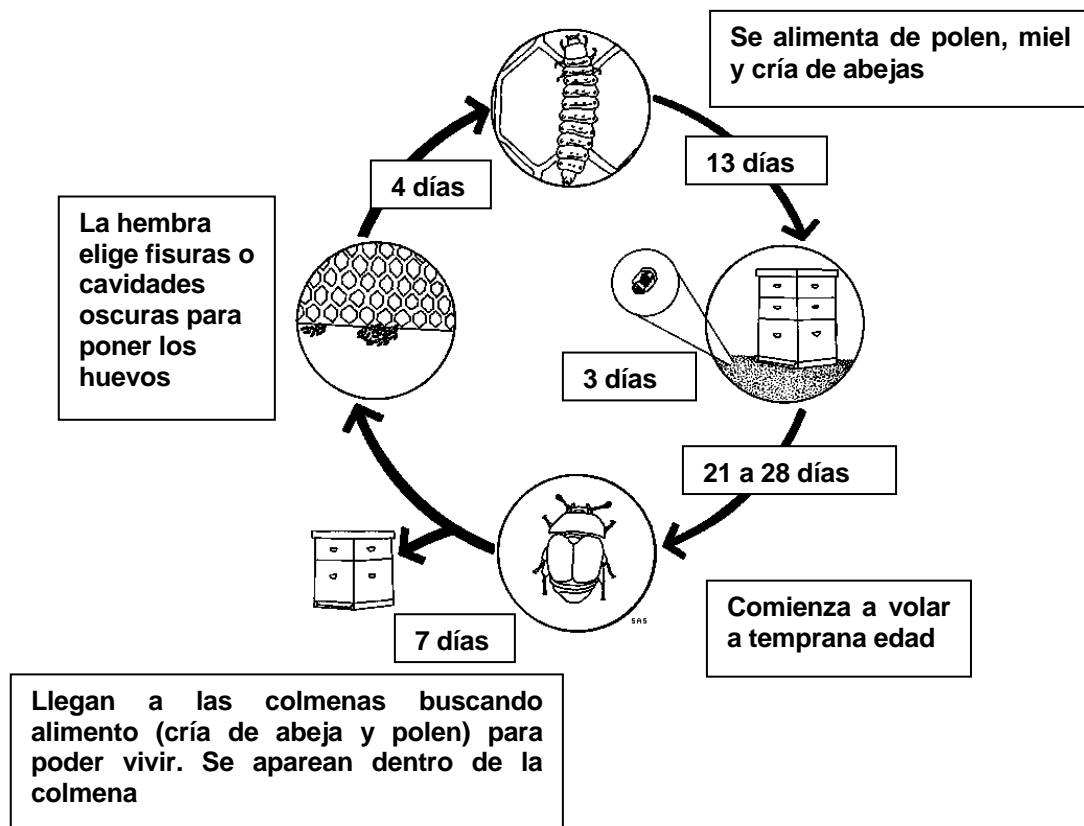 Se alimenta de polen, miel
y cría de abejas
4 días
13 días
La hembra
elige fisuras o
cavidades
oscuras para
poner los
huevos
3 días
21 a 28 días
SAS
7 días
Comienza a volar
a temprana edad
Llegan a las colmenas buscando
alimento (cría de abeja y polen) para
poder vivir. Se aparean dentro de la
colmena